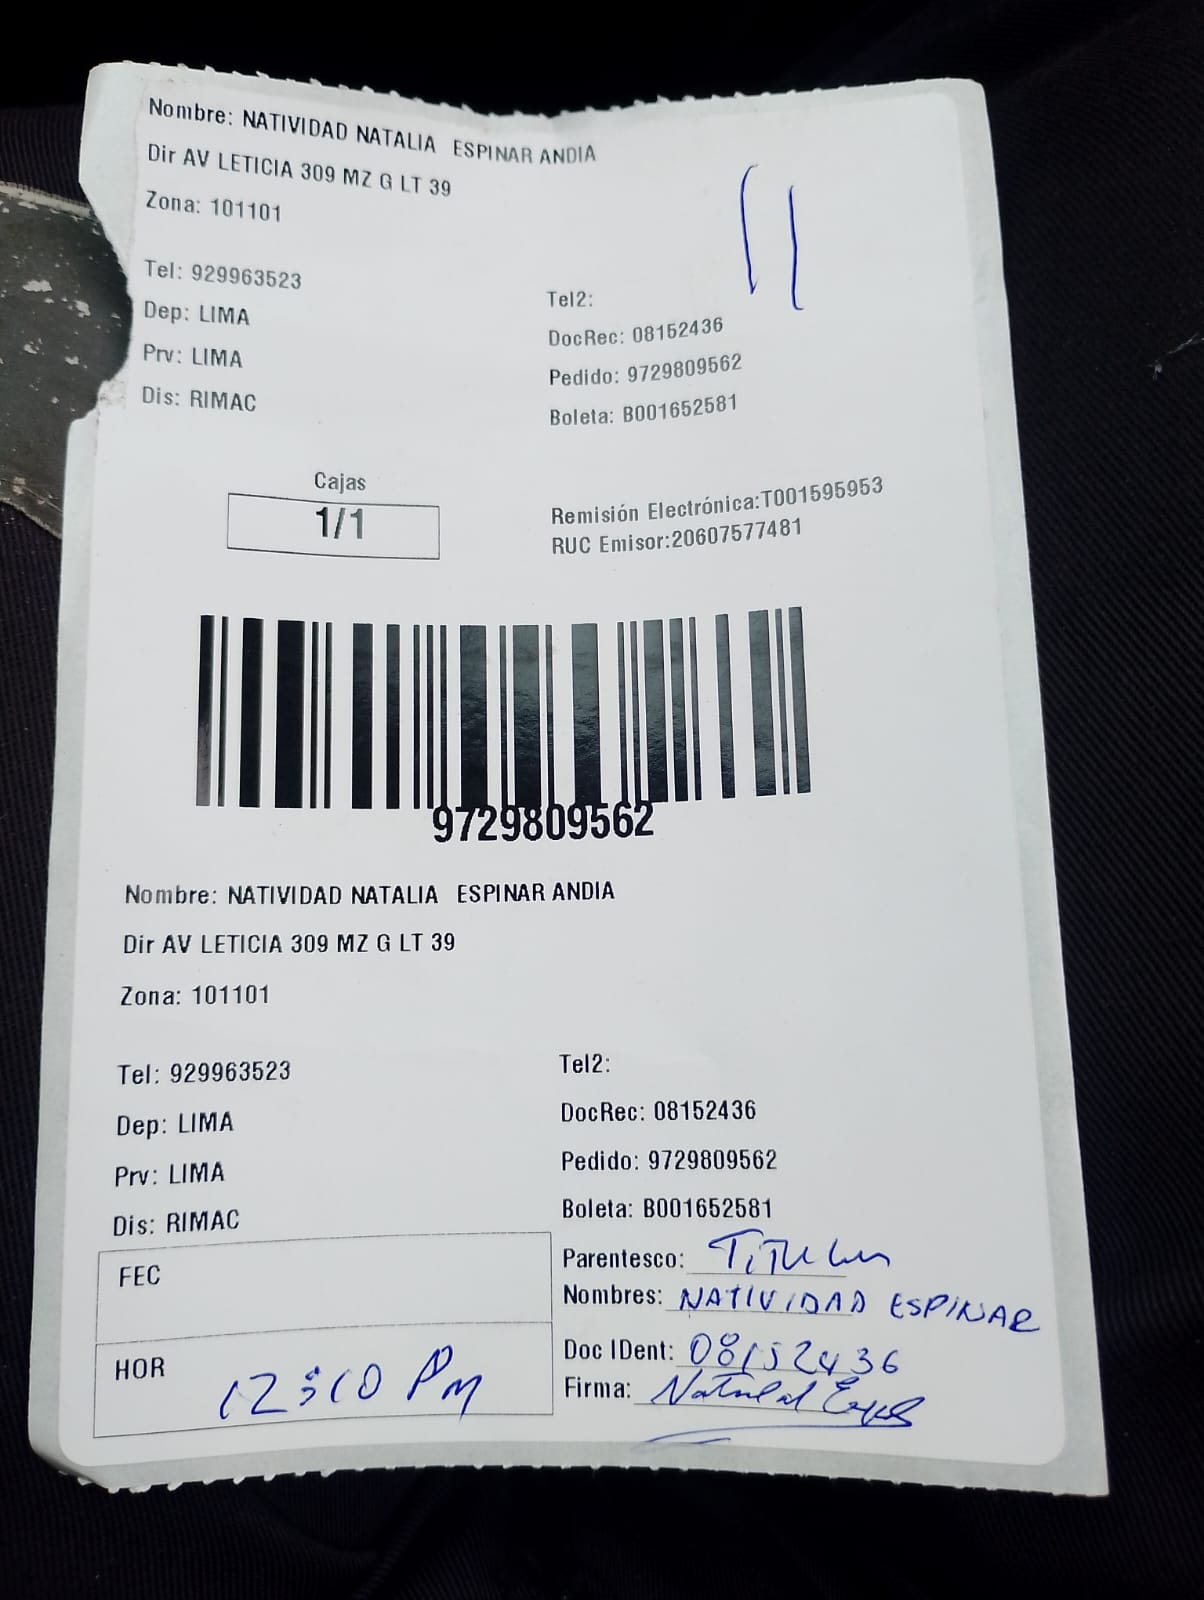 Nombre: NATIVIDAD NATALIA ESPINAR ANDIA
Dir AV LETICIA 309 MZ G LT 39
Zona: 101101
11
Tel: 929963523
Tel2:
Dep: LIMA
DocRec: 08152436
Prv: LIMA
Pedido: 9729809562
Dis: RIMAC
Boleta: B001652581
Cajas
1/1
Remisión Electrónica:T001595953
RUC Emisor:20607577481
9729809562
Nombre: NATIVIDAD NATALIA ESPINAR ANDIA
Dir AV LETICIA 309 MZ G LT 39
Zona: 101101
Tel: 929963523
Tel2:
Dep: LIMA
DocRec: 08152436
Prv: LIMA
Pedido: 9729809562
Dis: RIMAC
Boleta: B001652581
FEC
Parentesco: Titular
Nombres: NATIVIDAD ESPINAR
HOR 12:10 PM
Doc IDent: 08152436
Firma: